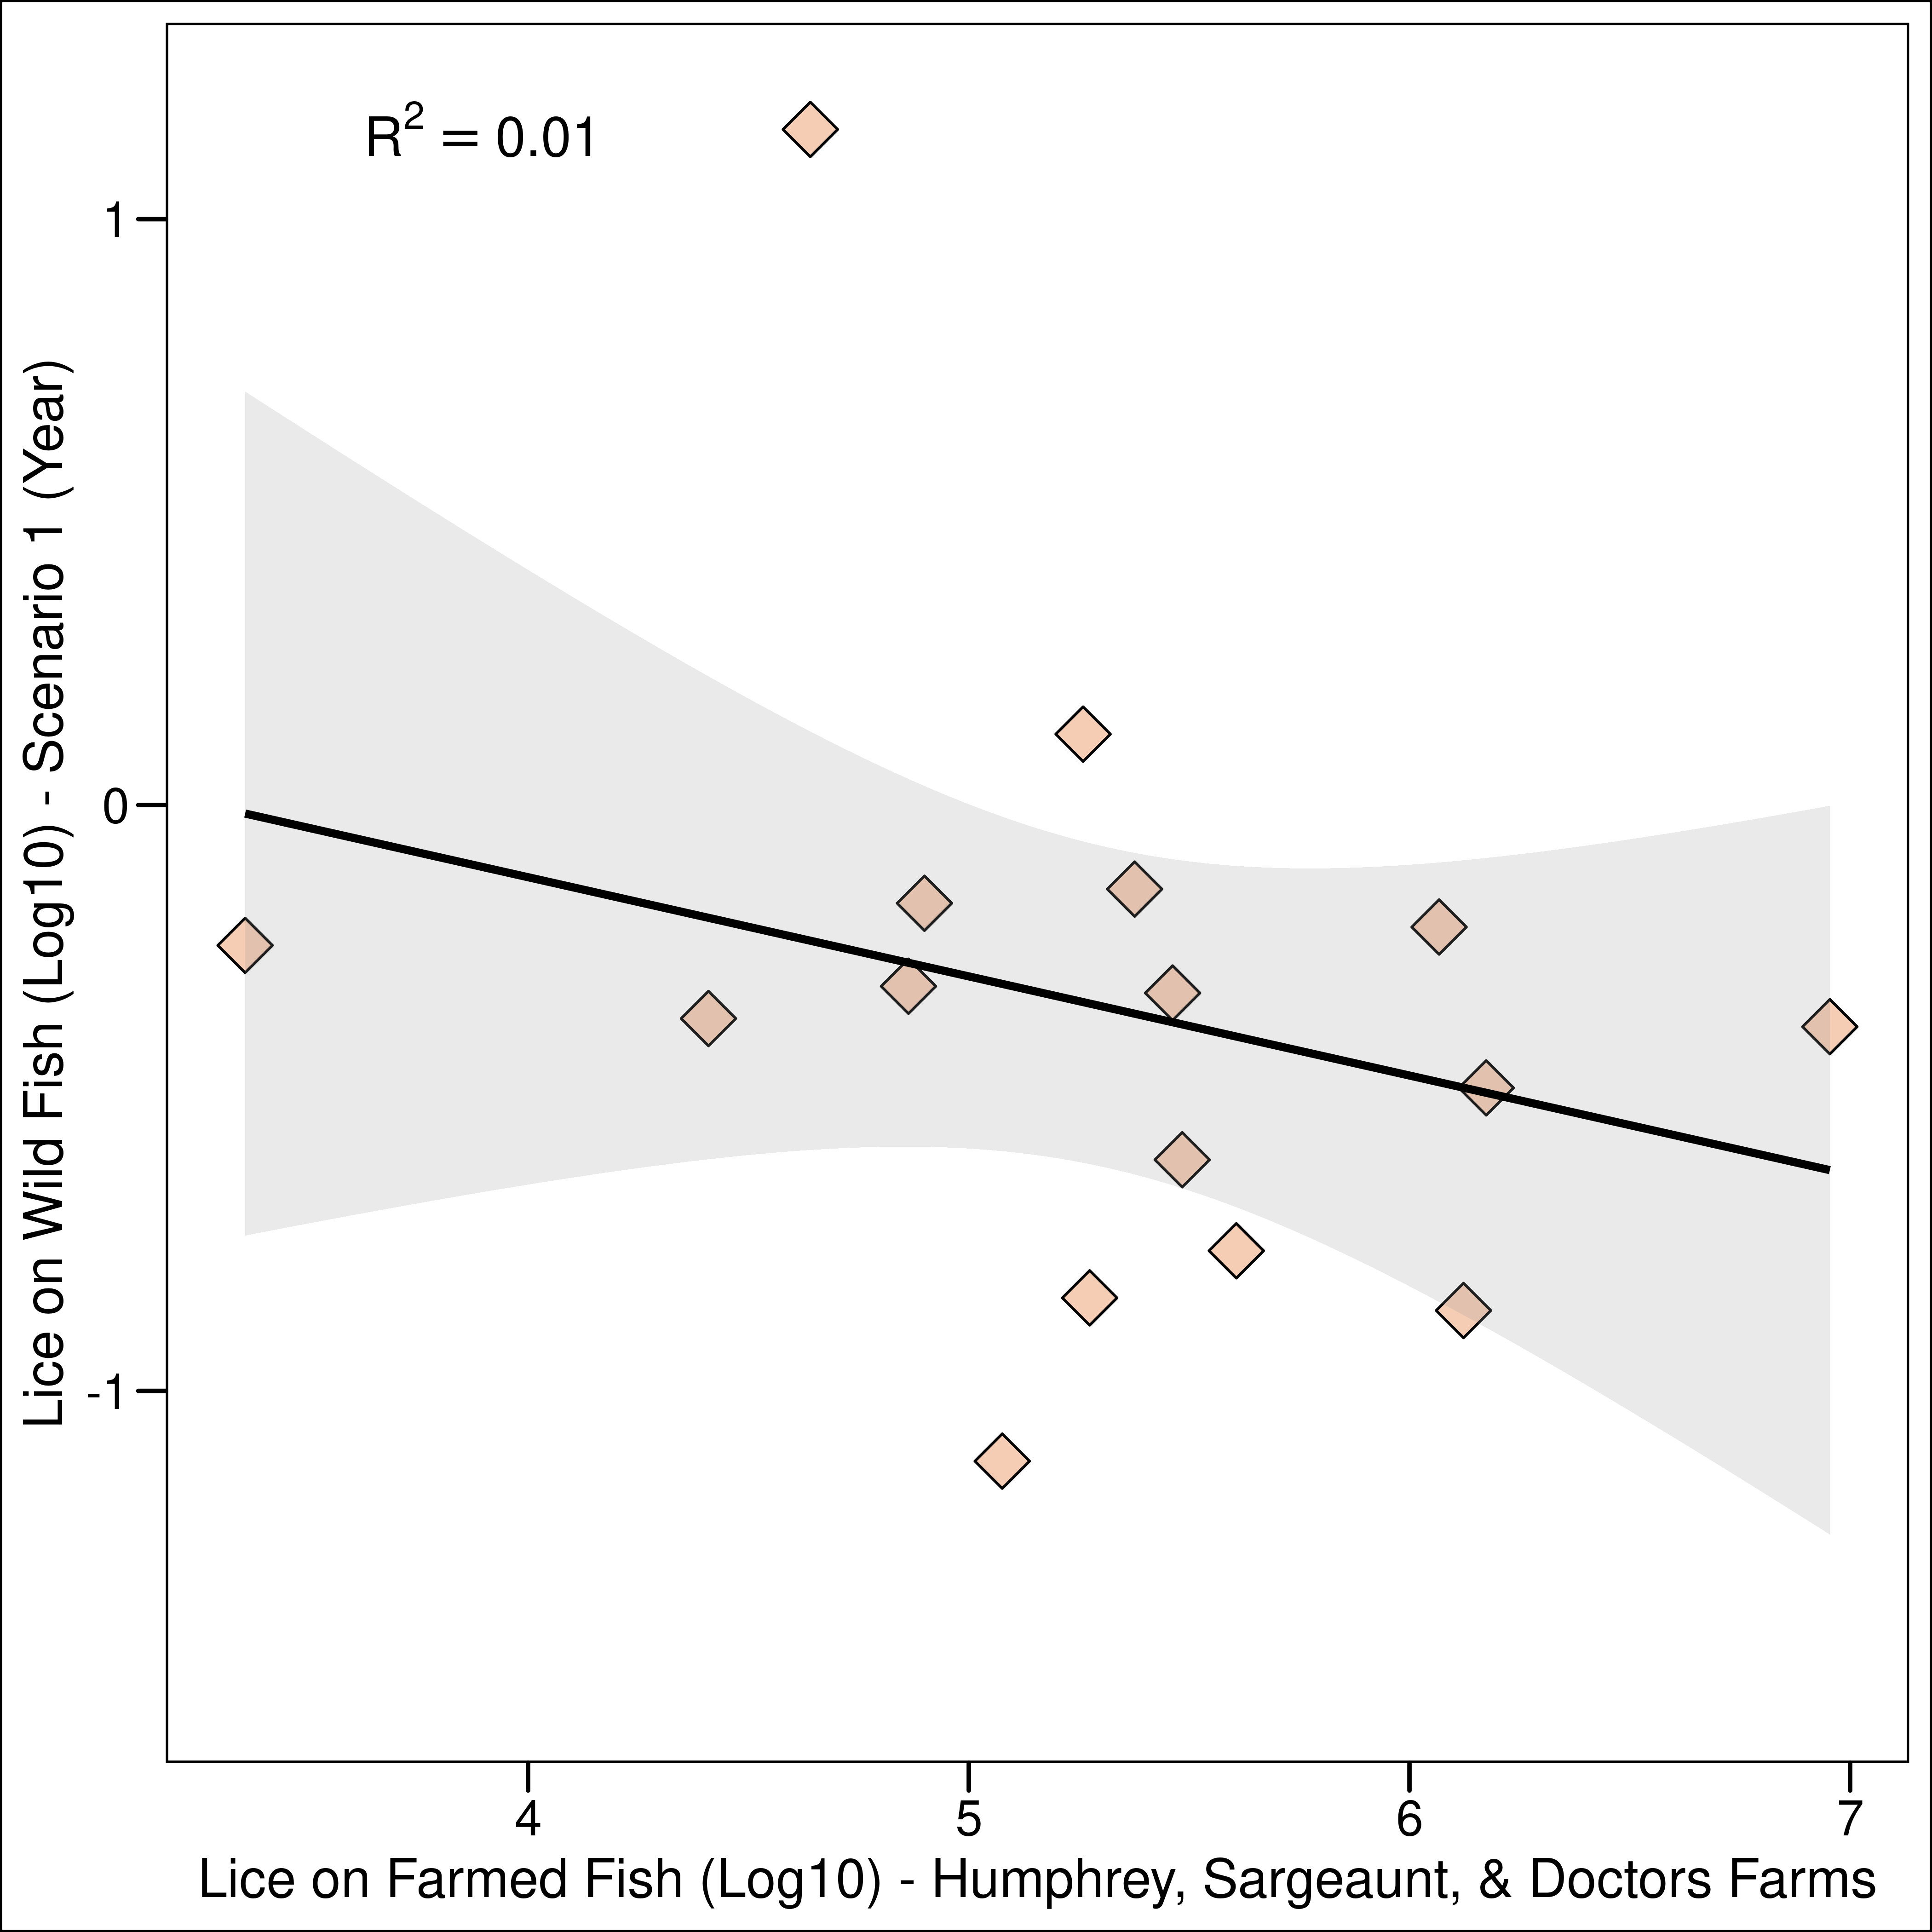 R² = 0.01
1
0
-1
Lice on Wild Fish (Log10) - Scenario 1 (Year)
4 5 6 7
Lice on Farmed Fish (Log10) - Humphrey, Sargeaunt, & Doctors Farms